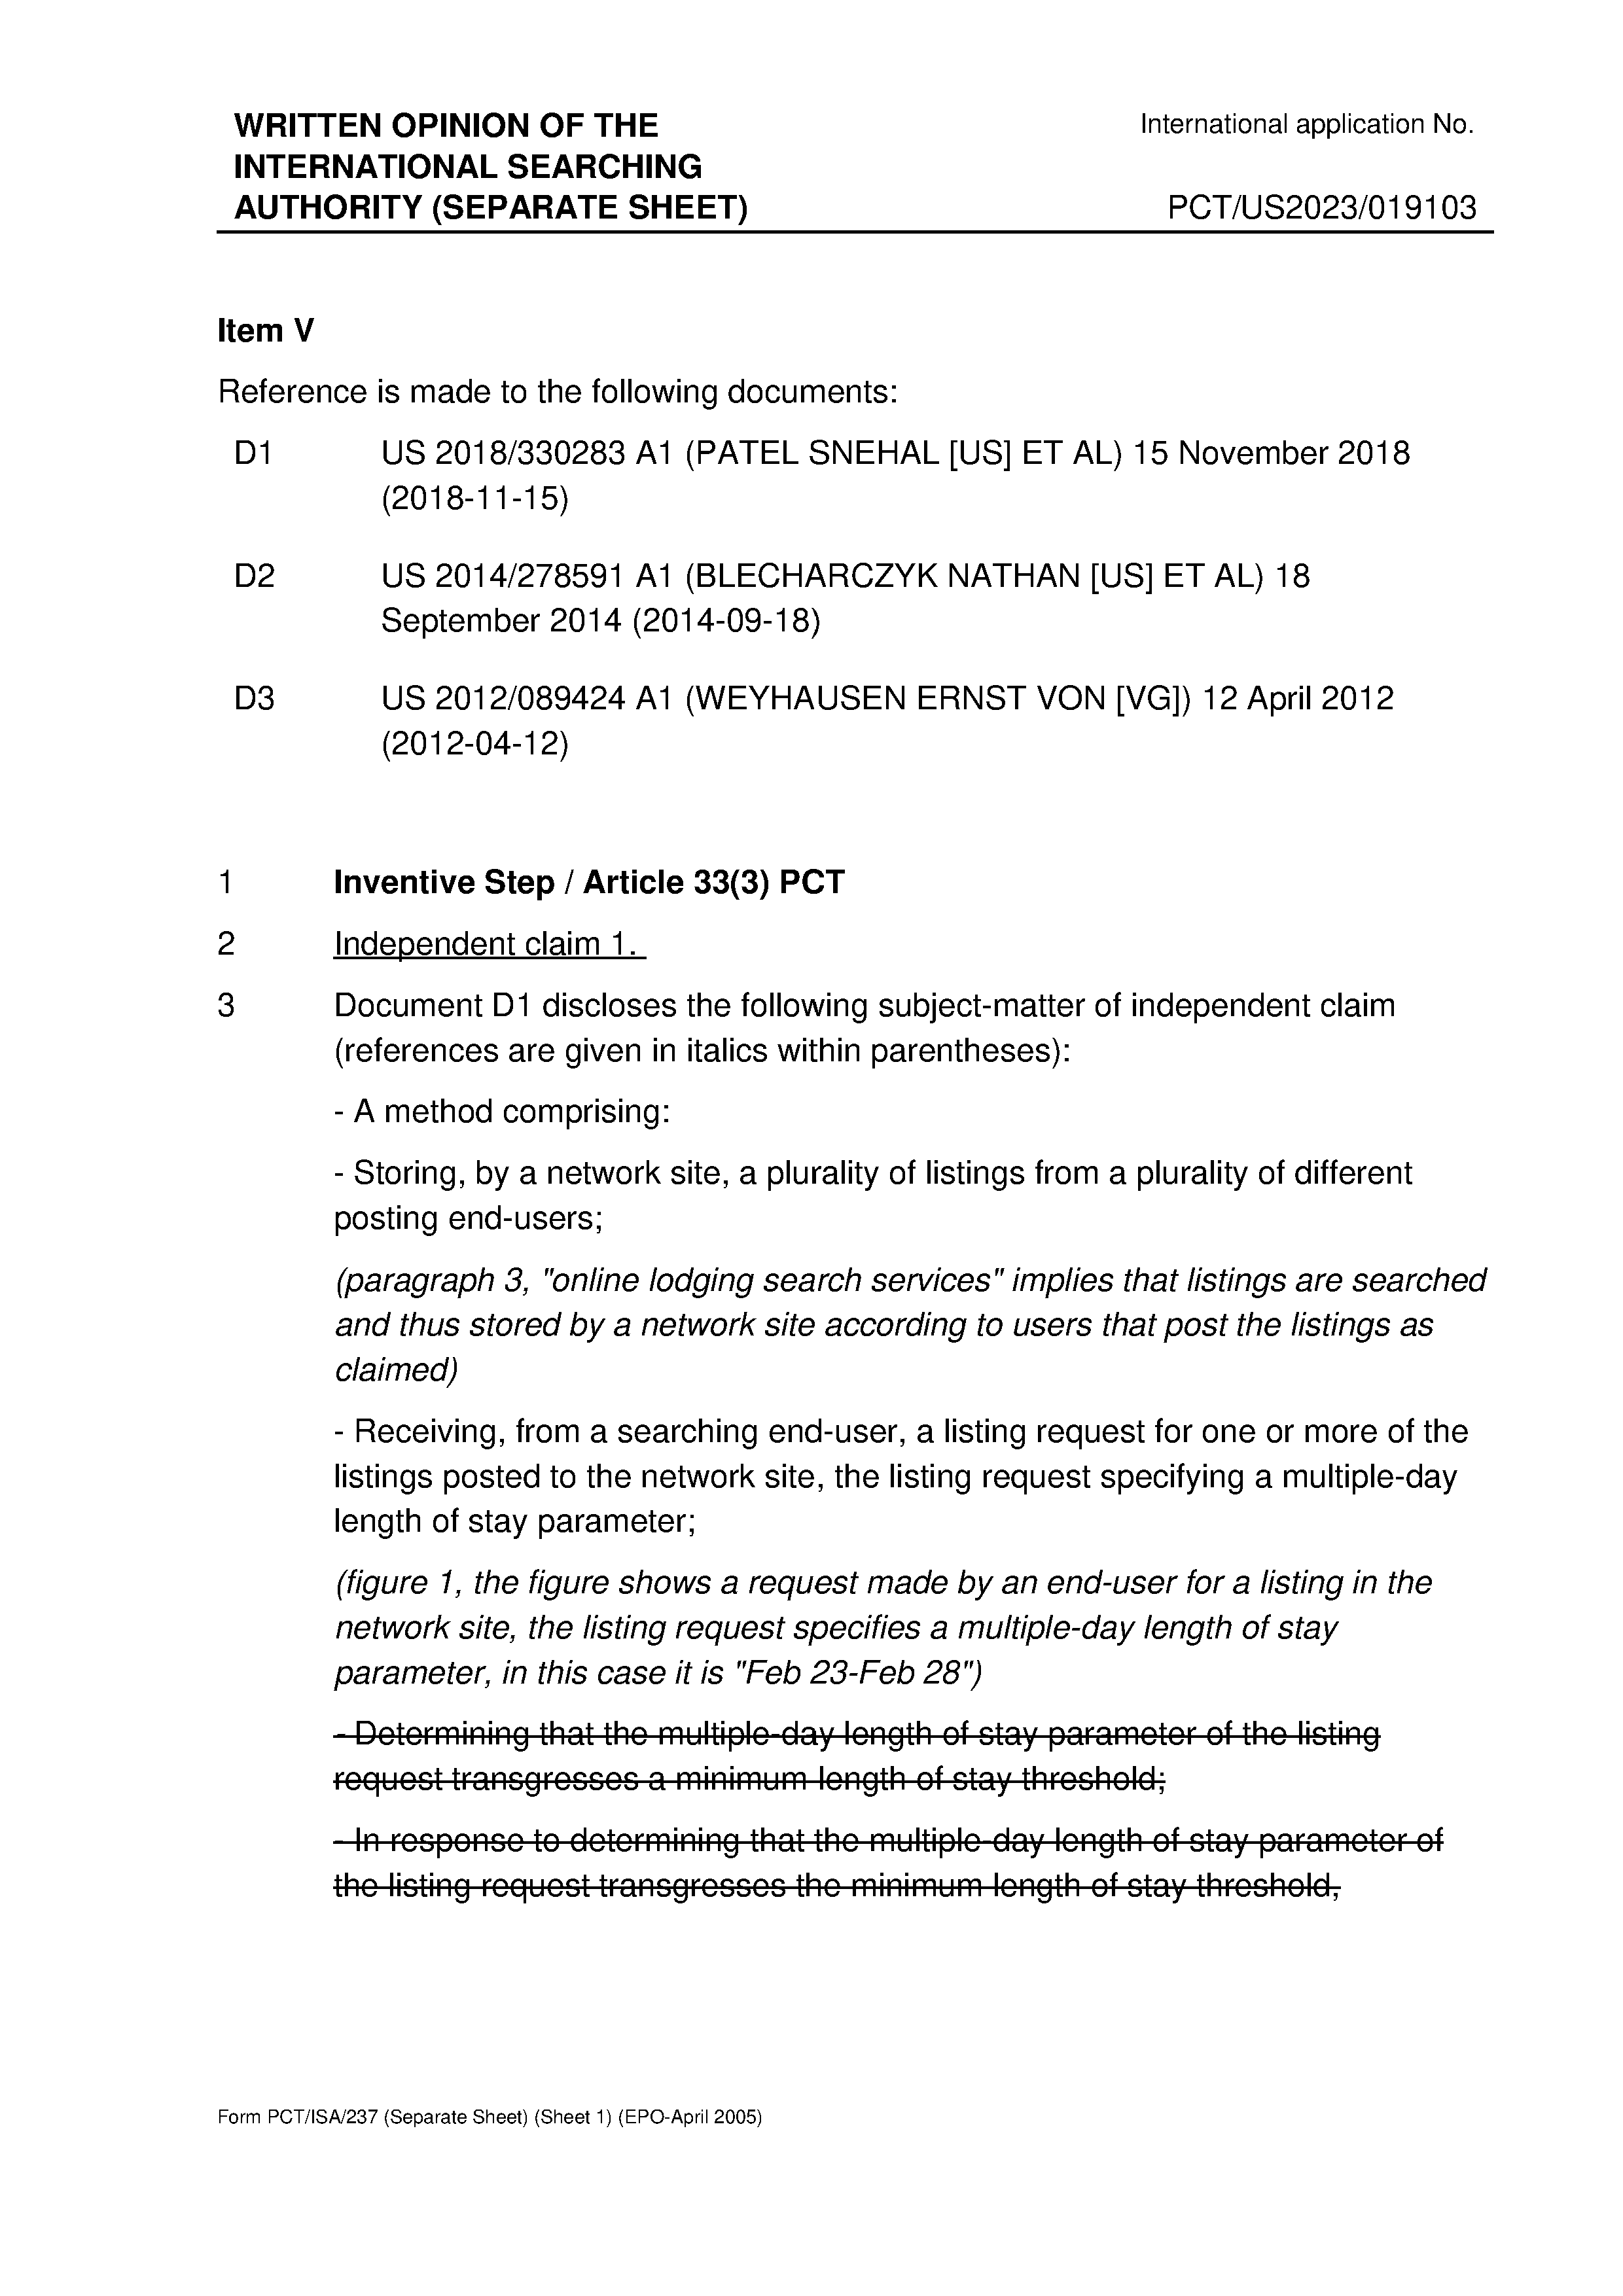 WRITTEN OPINION OF THE
INTERNATIONAL SEARCHING
AUTHORITY (SEPARATE SHEET)
International application No.
PCT/US2023/019103
Item V
Reference is made to the following documents:
D1 US 2018/330283 A1 (PATEL SNEHAL [US] ET AL) 15 November 2018
(2018-11-15)
D2 US 2014/278591 A1 (BLECHARCZYK NATHAN [US] ET AL) 18
September 2014 (2014-09-18)
D3 US 2012/089424 A1 (WEYHAUSEN ERNST VON [VG]) 12 April 2012
(2012-04-12)
1 Inventive Step / Article 33(3) PCT
2 Independent claim 1.
3 Document D1 discloses the following subject-matter of independent claim
(references are given in italics within parentheses):
- A method comprising:
- Storing, by a network site, a plurality of listings from a plurality of different
posting end-users;
(paragraph 3, "online lodging search services" implies that listings are searched
and thus stored by a network site according to users that post the listings as
claimed)
- Receiving, from a searching end-user, a listing request for one or more of the
listings posted to the network site, the listing request specifying a multiple-day
length of stay parameter;
(figure 1, the figure shows a request made by an end-user for a listing in the
network site, the listing request specifies a multiple-day length of stay
parameter, in this case it is "Feb 23-Feb 28")
- Determining that the multiple-day length of stay parameter of the listing
request transgresses a minimum length of stay threshold;
- In response to determining that the multiple-day length of stay parameter of
the listing request transgresses the minimum length of stay threshold,
Form PCT/ISA/237 (Separate Sheet) (Sheet 1) (EPO-April 2005)